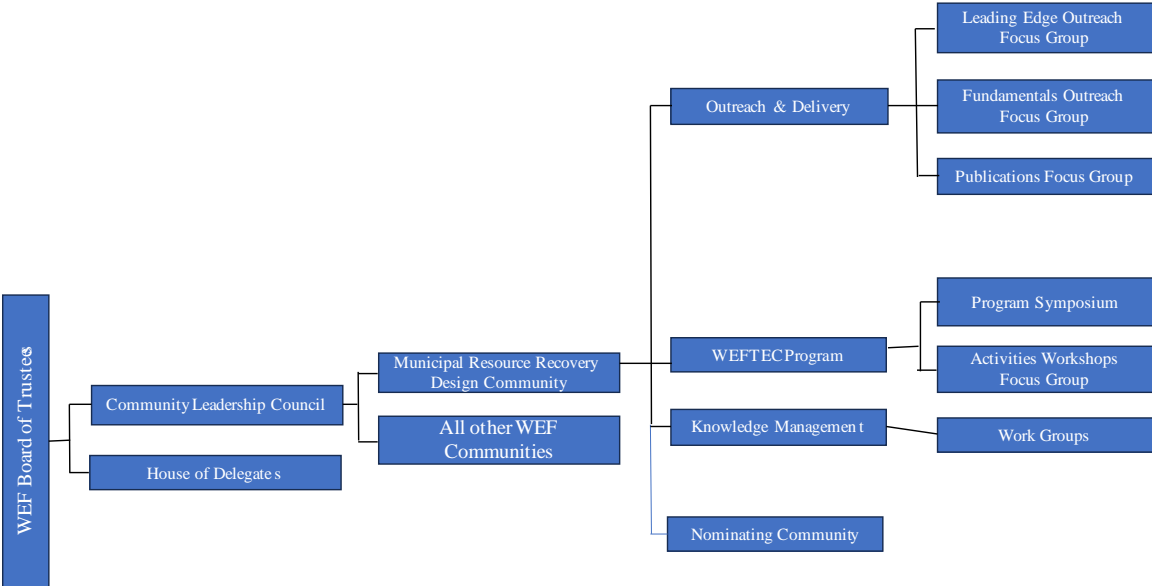 WEF Board of Trustees
Community Leadership Council
House of Delegates
Municipal Resource Recovery
Design Community
All other WEF
Communities
Outreach & Delivery
WEFTEC Program
Knowledge Management
Nominating Community
Leading Edge Outreach
Focus Group
Fundamentals Outreach
Focus Group
Publications Focus Group
Program Symposium
Activities Workshops
Focus Group
Work Groups